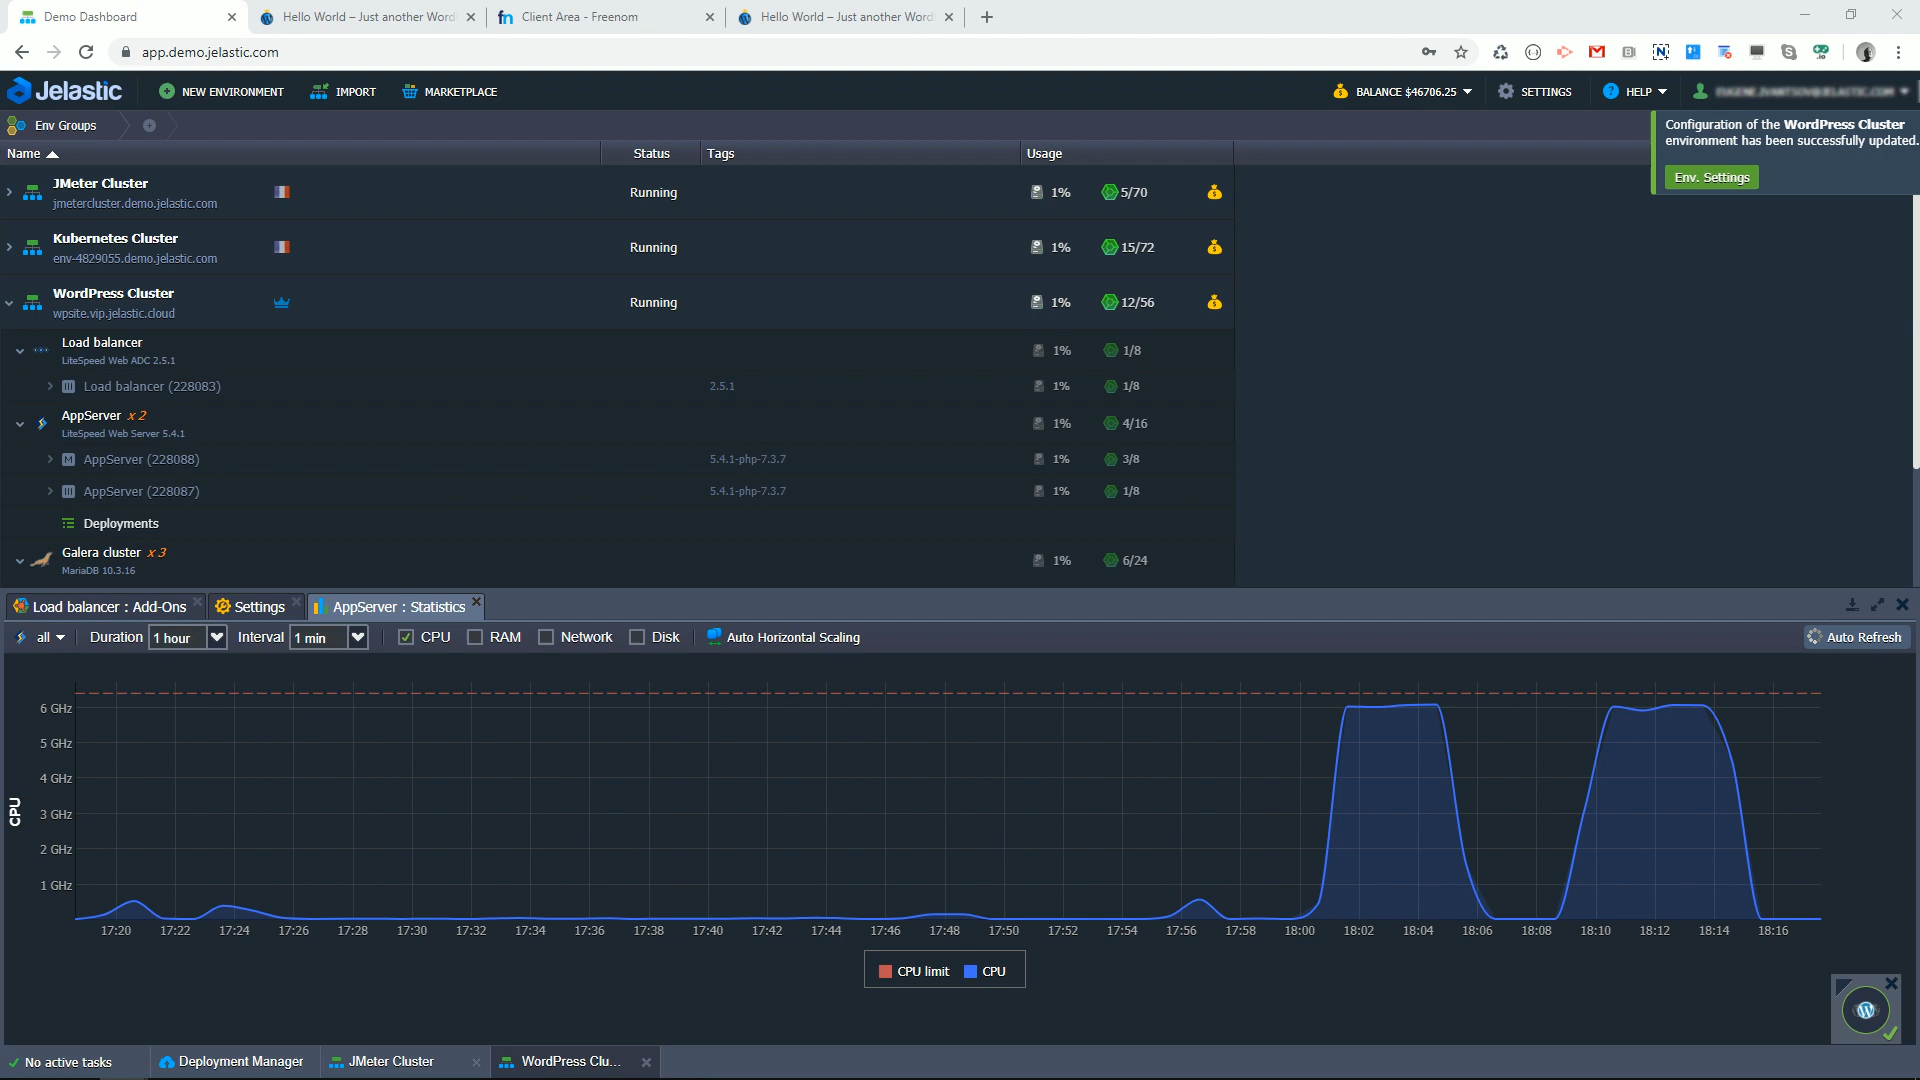 Demo Dashboard
Hello World – Just another Word
Client Area - Freenom
Hello World – Just another Word
app.demo.jelastic.com
Jelastic
NEW ENVIRONMENT
IMPORT
MARKETPLACE
BALANCE $46706.25
SETTINGS
HELP
Env Groups
Configuration of the WordPress Cluster
environment has been successfully updated.
Env. Settings
Name
Status
Tags
Usage
JMeter Cluster
jmetercluster.demo.jelastic.com
Running
1%
5/70
Kubernetes Cluster
env-4829055.demo.jelastic.com
Running
1%
15/72
WordPress Cluster
wpsite.vip.jelastic.cloud
Running
1%
12/56
Load balancer
LiteSpeed Web ADC 2.5.1
1%
1/8
Load balancer (228083)
2.5.1
1%
1/8
AppServer x 2
LiteSpeed Web Server 5.4.1
1%
4/16
AppServer (228088)
5.4.1-php-7.3.7
1%
3/8
AppServer (228087)
5.4.1-php-7.3.7
1%
1/8
Deployments
Galera cluster x 3
MariaDB 10.3.16
1%
6/24
Load balancer : Add-Ons
Settings
AppServer : Statistics
all
Duration
1 hour
Interval
1 min
CPU
RAM
Network
Disk
Auto Horizontal Scaling
Auto Refresh
6 GHz
5 GHz
4 GHz
3 GHz
2 GHz
1 GHz
CPU
17:20 17:22 17:24 17:26 17:28 17:30 17:32 17:34 17:36 17:38 17:40 17:42 17:44 17:46 17:48 17:50 17:52 17:54 17:56 17:58 18:00 18:02 18:04 18:06 18:08 18:10 18:12 18:14 18:16
CPU limit
CPU
No active tasks
Deployment Manager
JMeter Cluster
WordPress Clu...